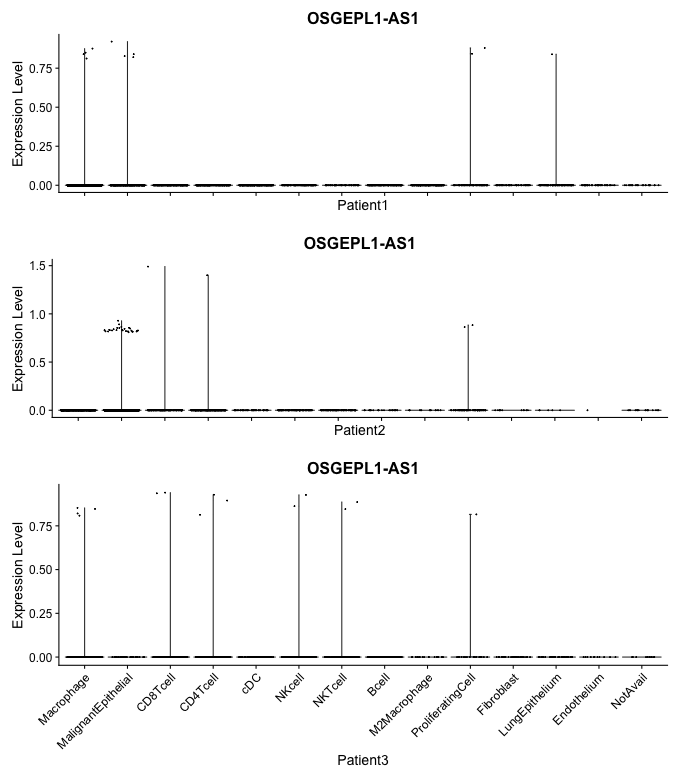 OSGEPL1-AS1
Expression Level
0.75
0.50
0.25
0.00
Patient1
OSGEPL1-AS1
Expression Level
1.5
1.0
0.5
0.0
Patient2
OSGEPL1-AS1
Expression Level
0.75
0.50
0.25
0.00
Macrophage
MalignantEpithelial
CD8Tcell
CD4Tcell
cDC
NKcell
NKTcell
Bcell
M2Macrophage
ProliferatingCell
Fibroblast
LungEpithelium
Endothelium
NotAvail
Patient3